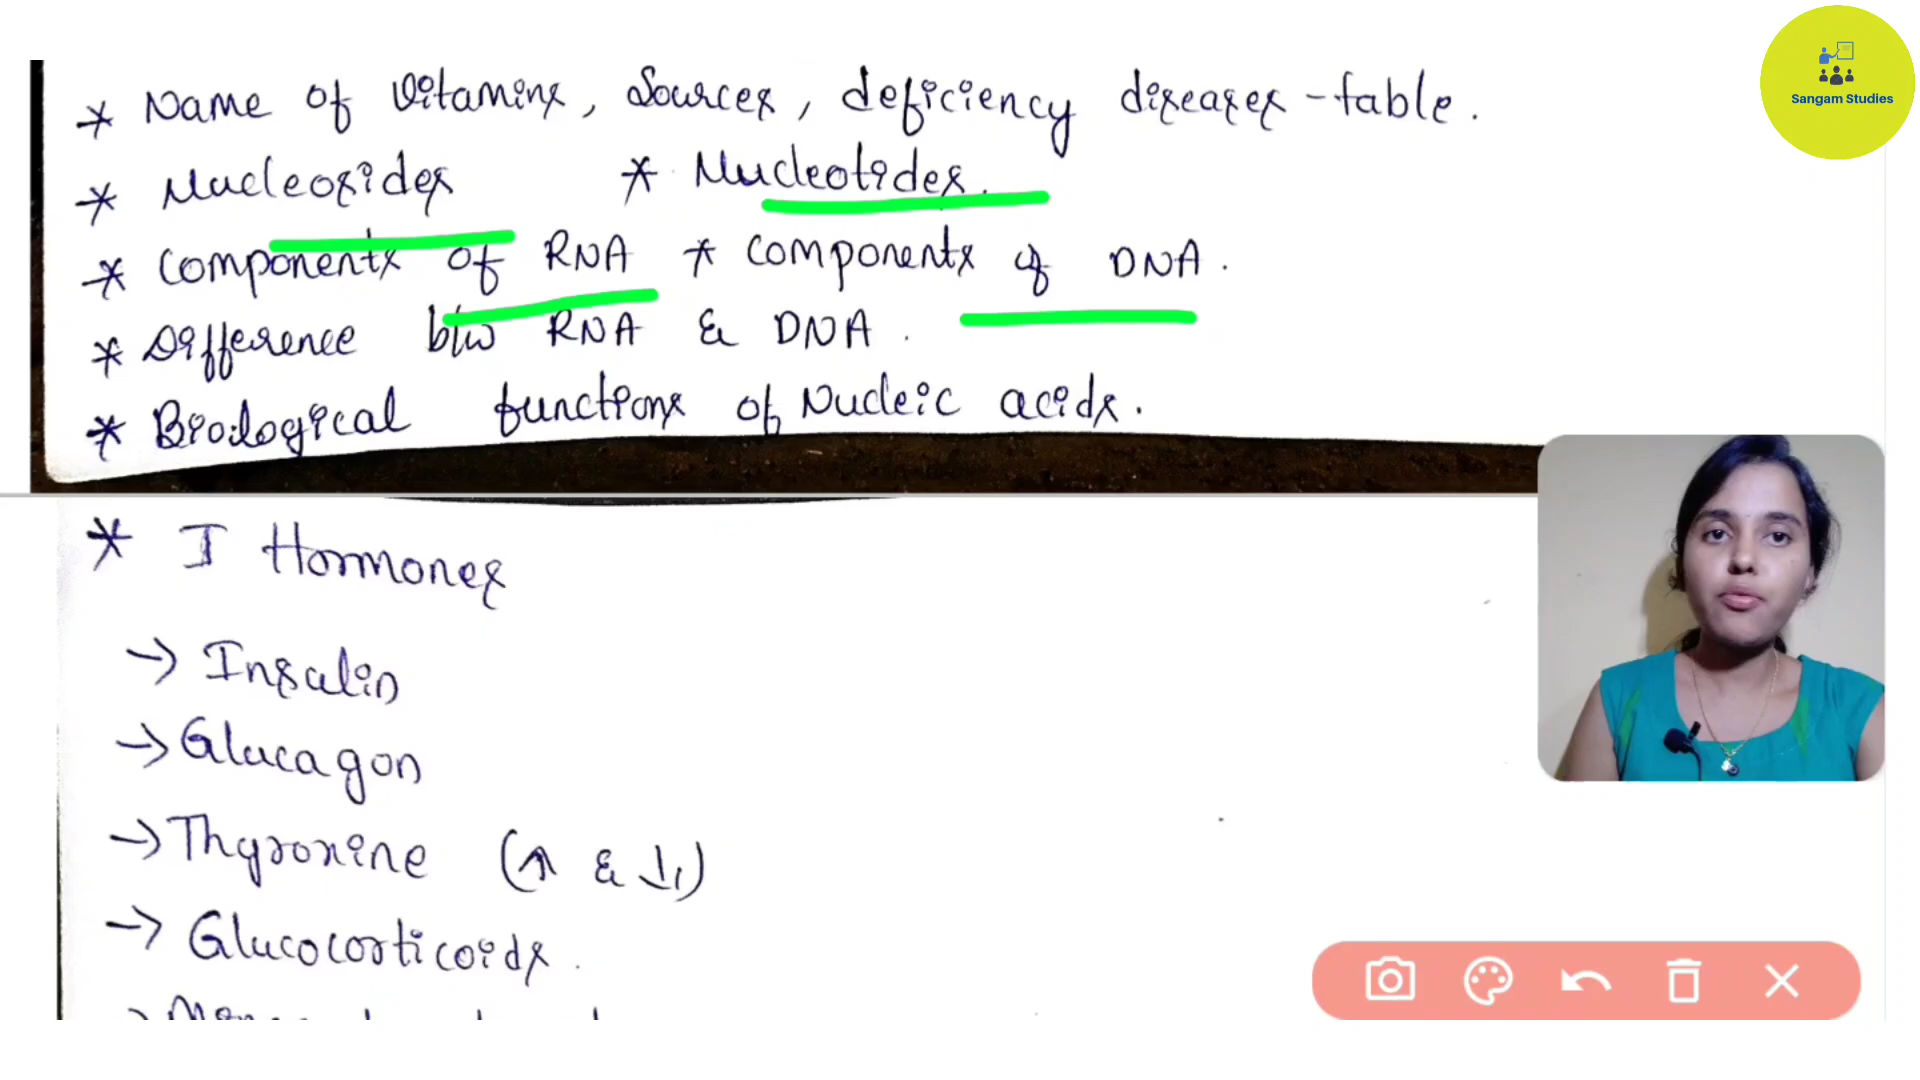 Sangam Studies
* Name of Vitamins, Sources, deficiency diseases - table.
* Nucleosides * Nucleotides.
* Components of RNA * Components of DNA.
* Difference b/w RNA & DNA.
* Biological functions of Nucleic acids.
* I Hormones
→ Insulin
→ Glucagon
→ Thyroxine (↑ & ↓)
→ Glucocorticoids.